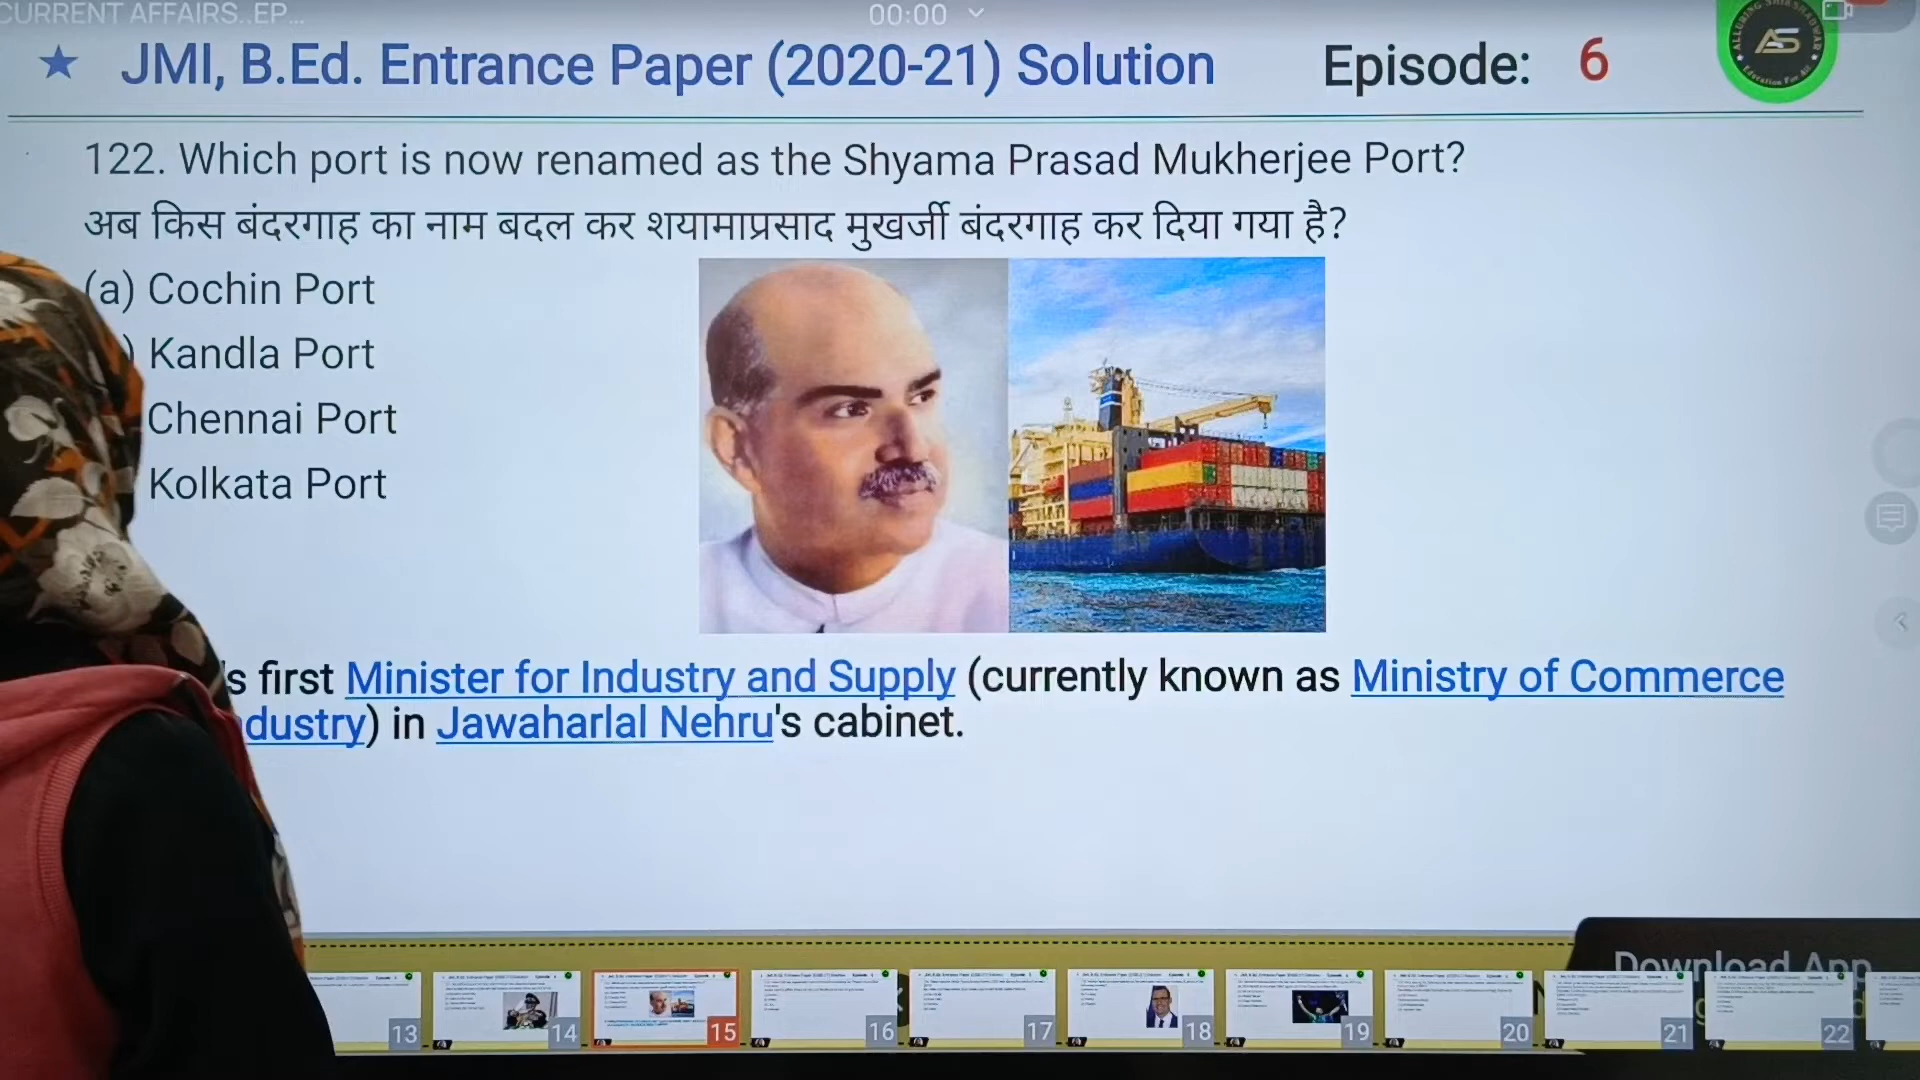 CURRENT AFFAIRS..EP...
00:00
★ JMI, B.Ed. Entrance Paper (2020-21) Solution Episode: 6
AS
122. Which port is now renamed as the Shyama Prasad Mukherjee Port?
अब किस बंदरगाह का नाम बदल कर शयामाप्रसाद मुखर्जी बंदरगाह कर दिया गया है?
(a) Cochin Port
) Kandla Port
Chennai Port
Kolkata Port
's first Minister for Industry and Supply (currently known as Ministry of Commerce
dustry) in Jawaharlal Nehru's cabinet.
Download App
13
14
15
16
17
18
19
20
21
22